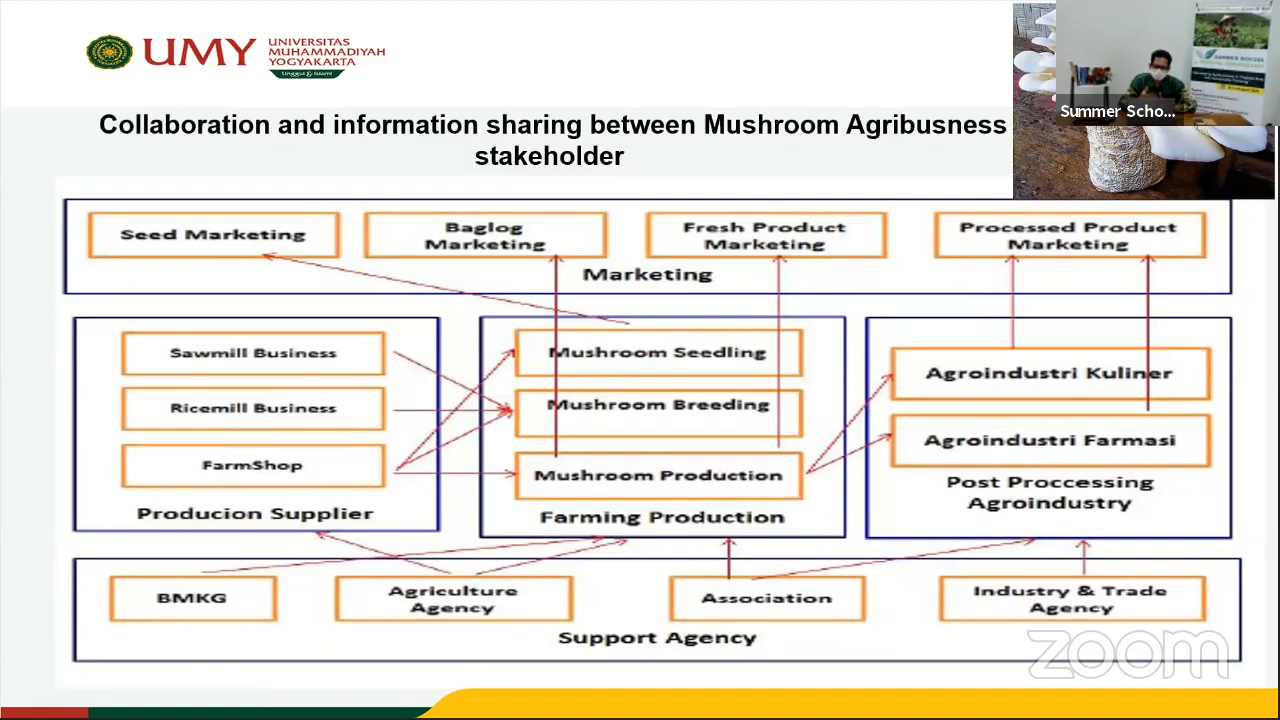 UMY
UNIVERSITAS
MUHAMMADIYAH
YOGYAKARTA
Unggul & Islami
Summer Scho...
Collaboration and information sharing between Mushroom Agribusness
stakeholder
Seed Marketing
Baglog
Marketing
Fresh Product
Marketing
Processed Product
Marketing
Marketing
Sawmill Business
Ricemill Business
FarmShop
Producion Supplier
Mushroom Seedling
Mushroom Breeding
Mushroom Production
Farming Production
Agroindustri Kuliner
Agroindustri Farmasi
Post Proccessing
Agroindustry
BMKG
Agriculture
Agency
Association
Industry & Trade
Agency
Support Agency
zoom